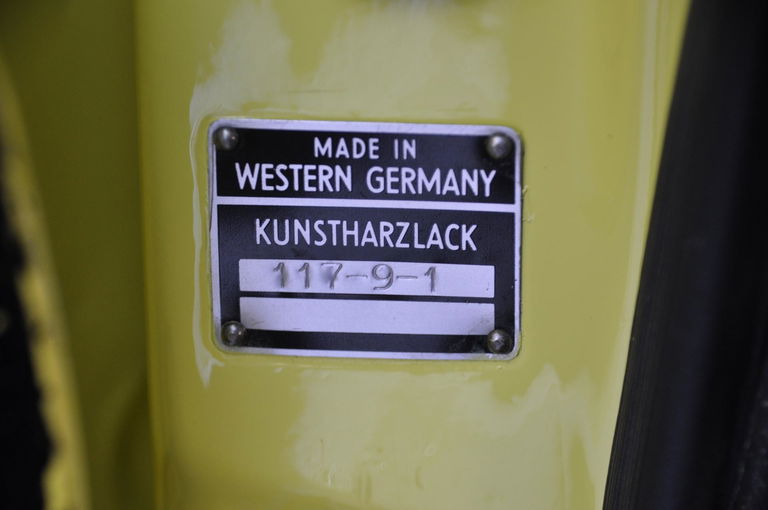 MADE IN
WESTERN GERMANY
KUNSTHARZLACK
117-9-1